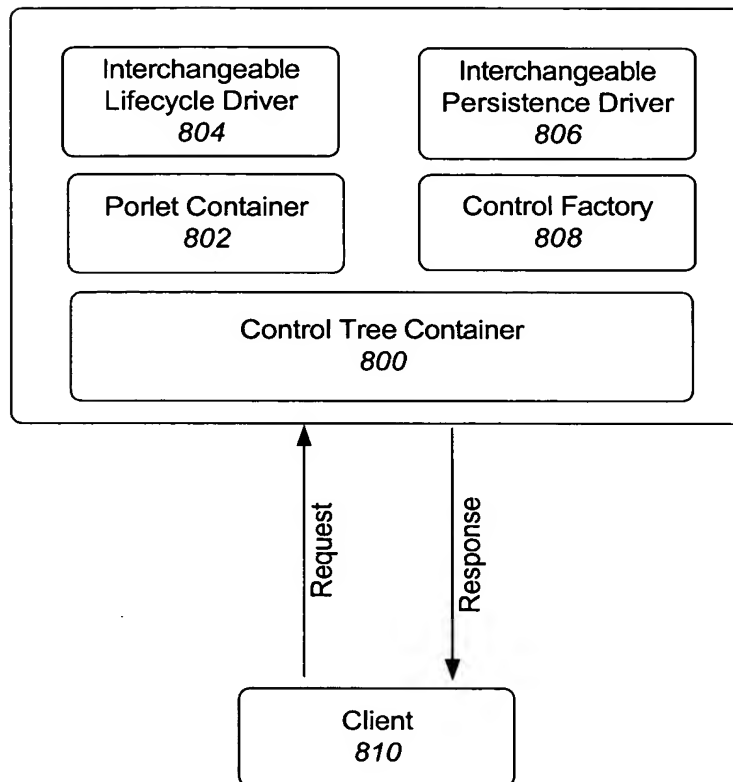 Interchangeable
Lifecycle Driver
804
Interchangeable
Persistence Driver
806
Porlet Container
802
Control Factory
808
Control Tree Container
800
Request
Response
Client
810